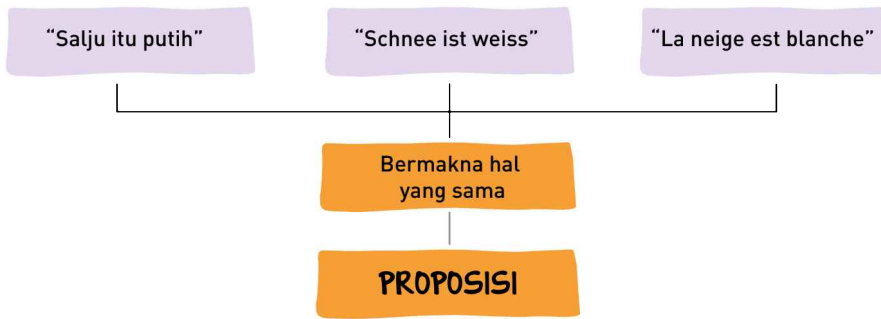 “Salju itu putih”
“Schnee ist weiss”
“La neige est blanche”
Bermakna hal
yang sama
PROPOSISI